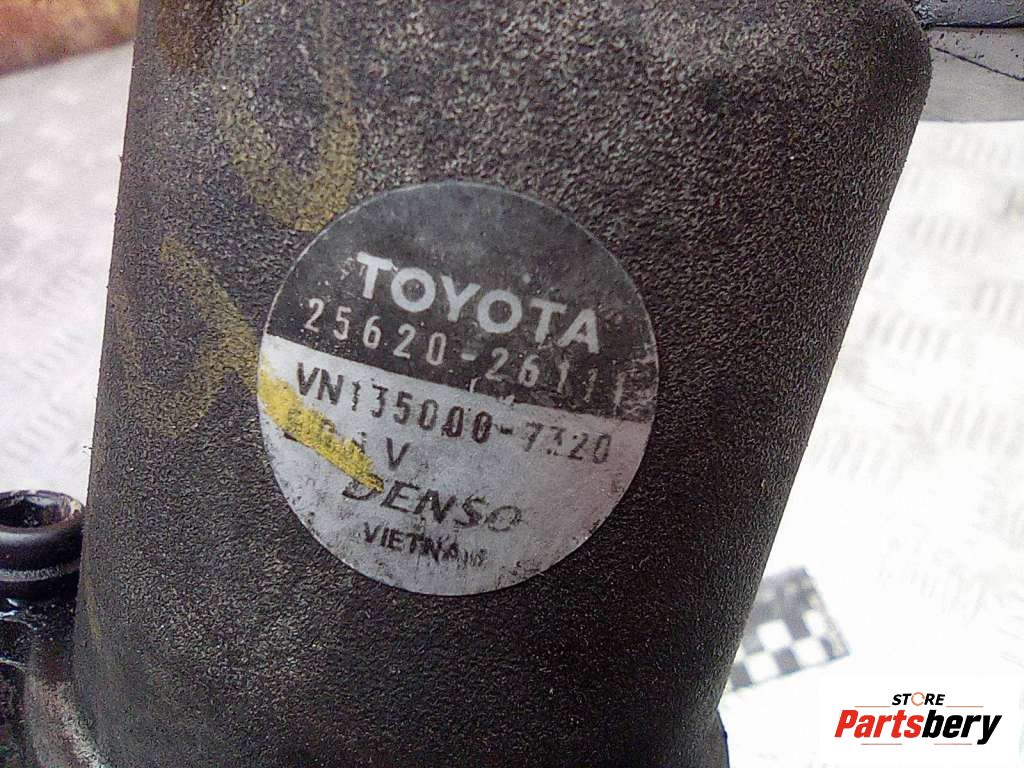 TOYOTA
25620-26111
VN135000-7320
V
DENSO
VIETNAM
STORE
Partsbery